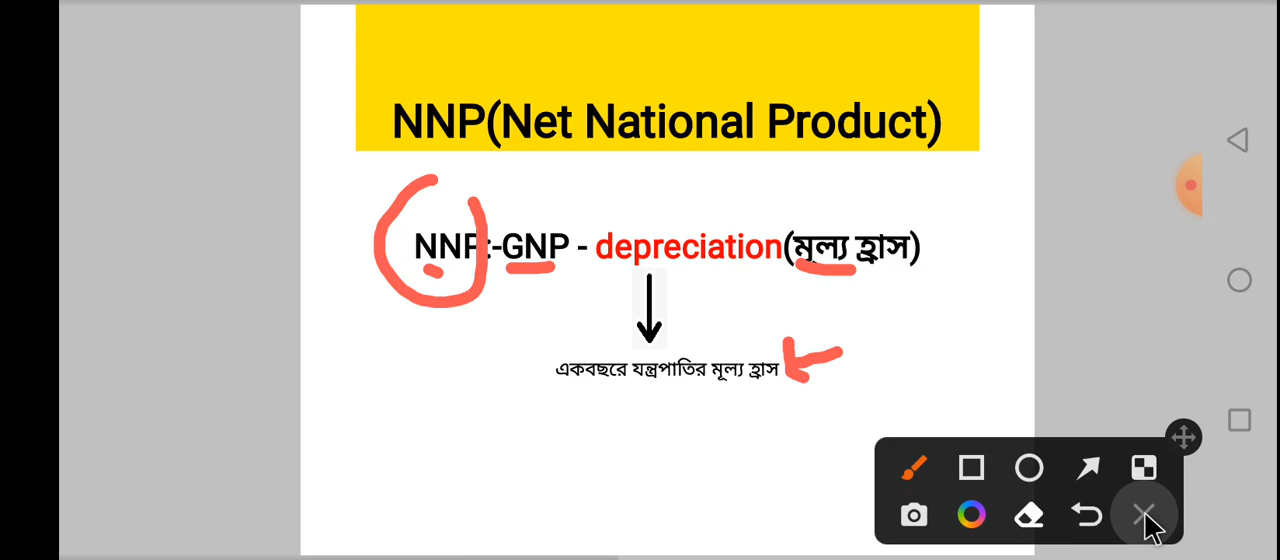 NNP(Net National Product)
NNP:-GNP - depreciation(মূল্য হ্রাস)
একবছরে যন্ত্রপাতির মূল্য হ্রাস